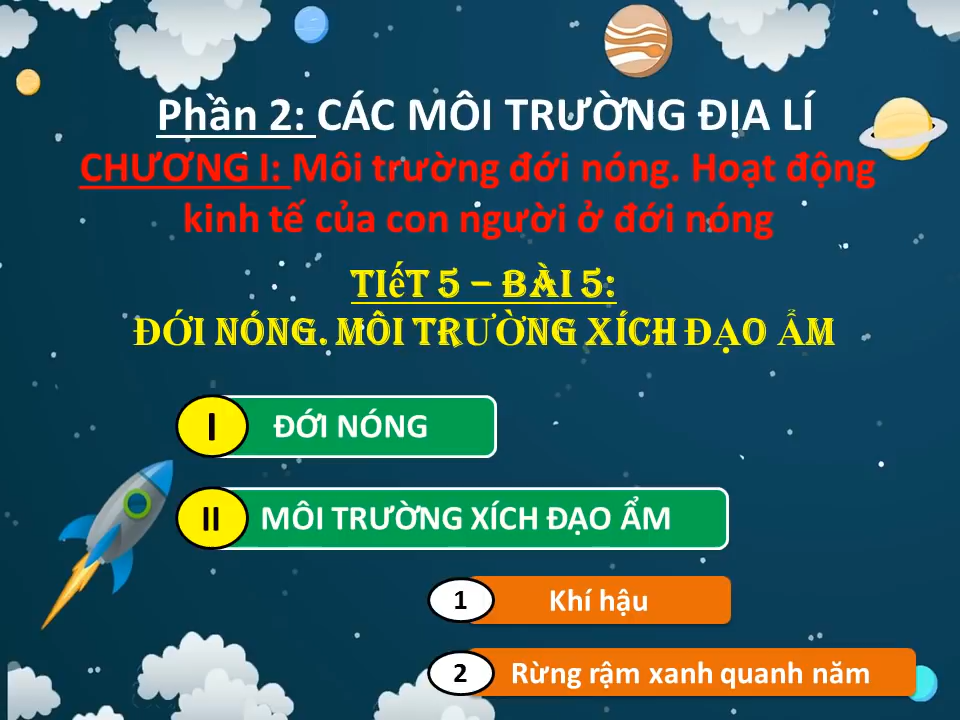 Phần 2: CÁC MÔI TRƯỜNG ĐỊA LÍ
CHƯƠNG I: Môi trường đới nóng. Hoạt động
kinh tế của con người ở đới nóng
TIẾT 5 – BÀI 5:
ĐỚI NÓNG. MÔI TRƯỜNG XÍCH ĐẠO ẨM
I ĐỚI NÓNG
II MÔI TRƯỜNG XÍCH ĐẠO ẨM
1 Khí hậu
2 Rừng rậm xanh quanh năm